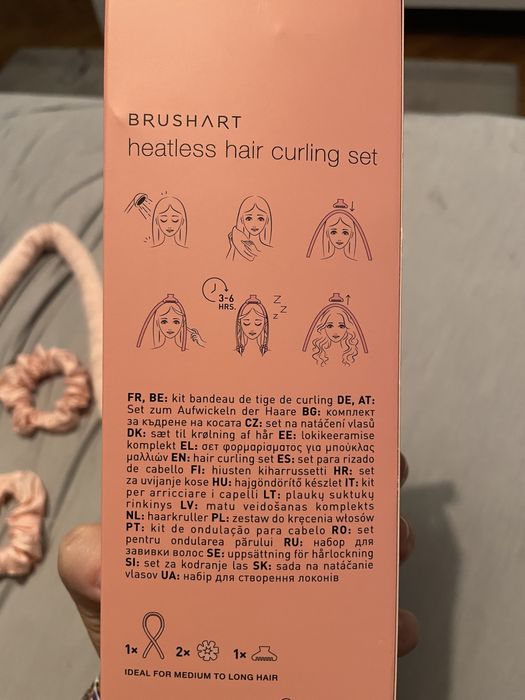 BRUSHART
heatless hair curling set
3-6
HRS.
Z
Z
Z
FR, BE: kit bandeau de tige de curling DE, AT:
Set zum Aufwickeln der Haare BG: комплект
за къдрене на косата CZ: set na natáčení vlasů
DK: sæt til krølning af hår EE: lokikeeramise
komplekt EL: σετ φορμαρίσματος για μπούκλας
μαλλιών EN: hair curling set ES: set para rizado
de cabello FI: hiusten kiharrussetti HR: set
za uvijanje kose HU: hajgöndörítő készlet IT: kit
per arricciare i capelli LT: plaukų suktukų
rinkinys LV: matu veidošanas komplekts
NL: haarkruller PL: zestaw do kręcenia włosów
PT: kit de ondulação para cabelo RO: set
pentru ondularea părului RU: набор для
завивки волос SE: uppsättning för hårlockning
SI: set za kodranje las SK: sada na natáčanie
vlasov UA: набір для створення локонів
1× 2× 1×
IDEAL FOR MEDIUM TO LONG HAIR